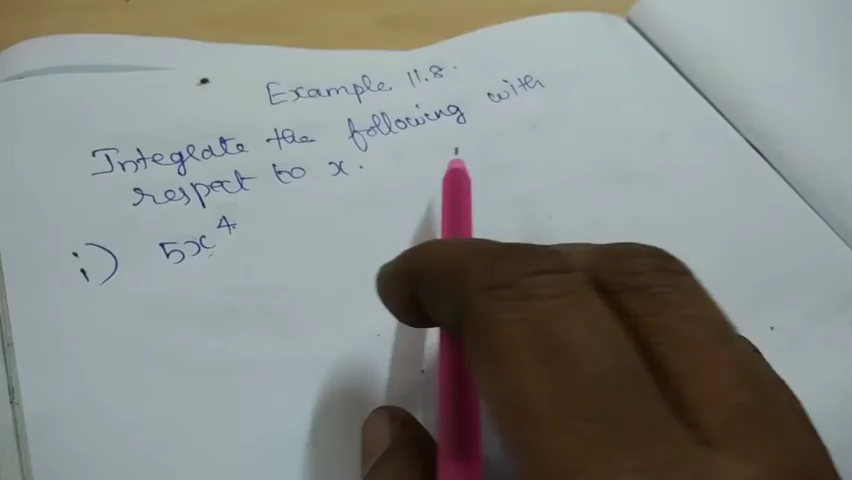 Example 11.8.
Integrate the following with
respect to x.
i) 5x⁴